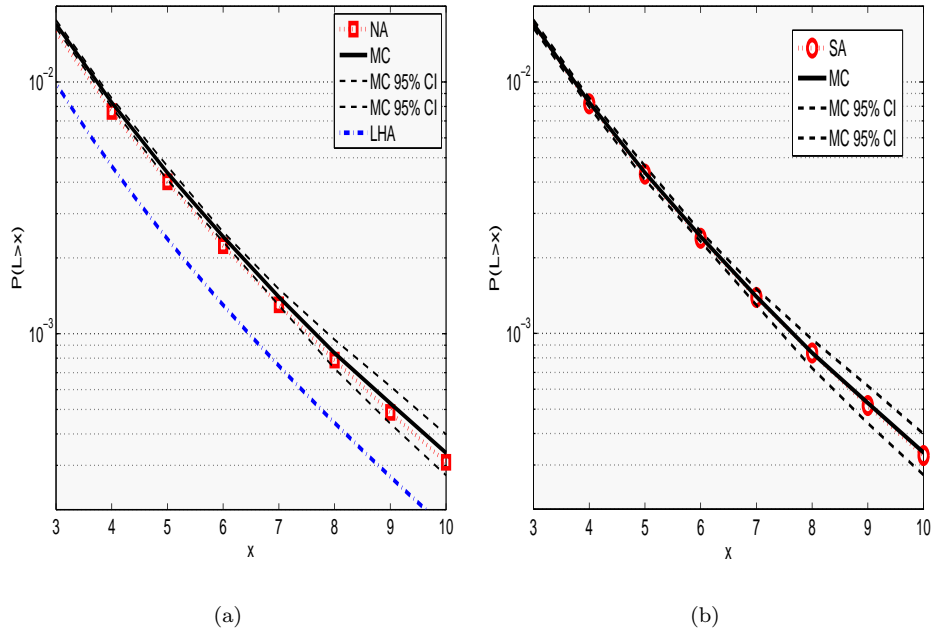 NA
MC
MC 95% CI
MC 95% CI
LHA
10^-2
10^-3
P(L>x)
3 4 5 6 7 8 9 10
x
(a)
SA
MC
MC 95% CI
MC 95% CI
10^-2
10^-3
P(L>x)
3 4 5 6 7 8 9 10
x
(b)